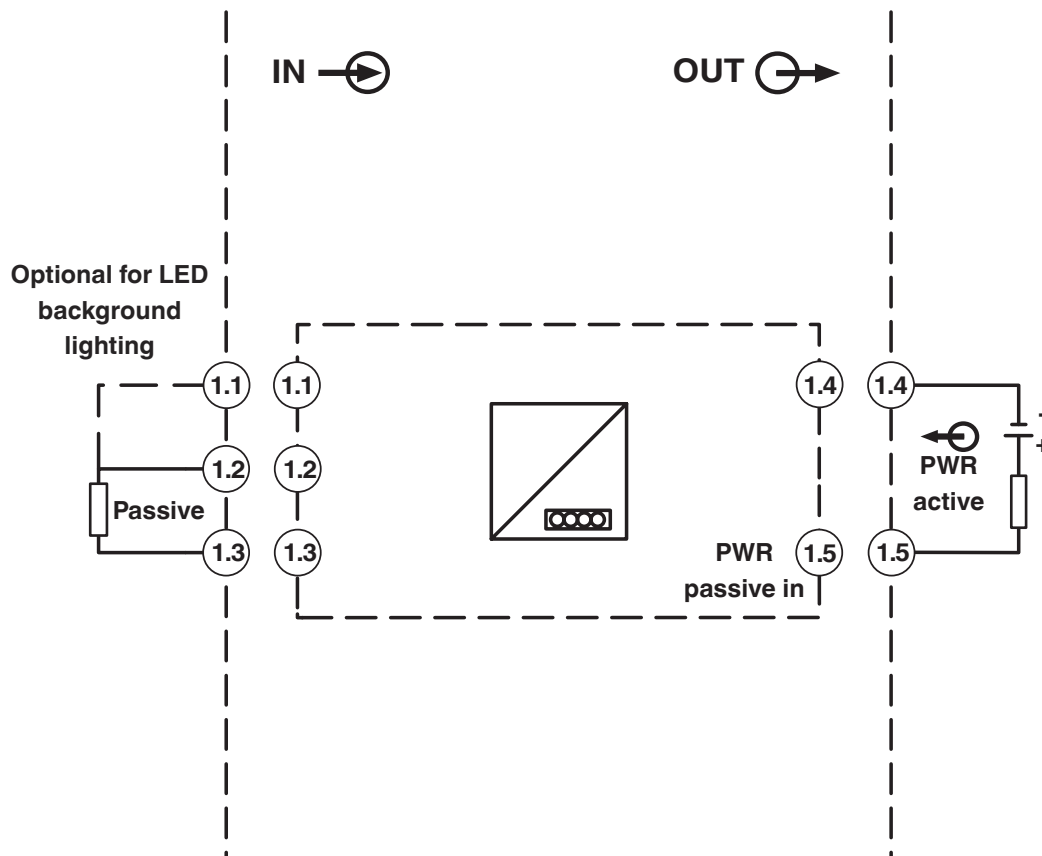 IN
OUT
Optional for LED
background
lighting
1.1
1.1
1.4
1.4
-
+
1.2
1.2
PWR
active
Passive
1.3
1.3
PWR
passive in
1.5
1.5